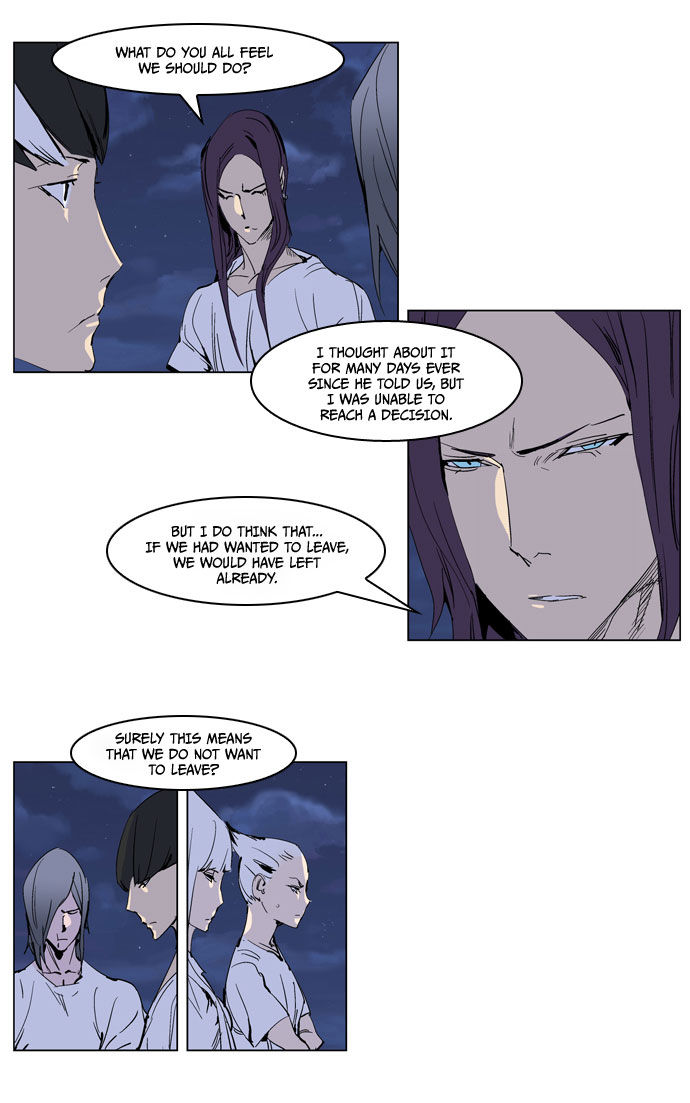 WHAT DO YOU ALL FEEL
WE SHOULD DO?
I THOUGHT ABOUT IT
FOR MANY DAYS EVER
SINCE HE TOLD US, BUT
I WAS UNABLE TO
REACH A DECISION.
BUT I DO THINK THAT...
IF WE HAD WANTED TO LEAVE,
WE WOULD HAVE LEFT
ALREADY.
SURELY THIS MEANS
THAT WE DO NOT WANT
TO LEAVE?